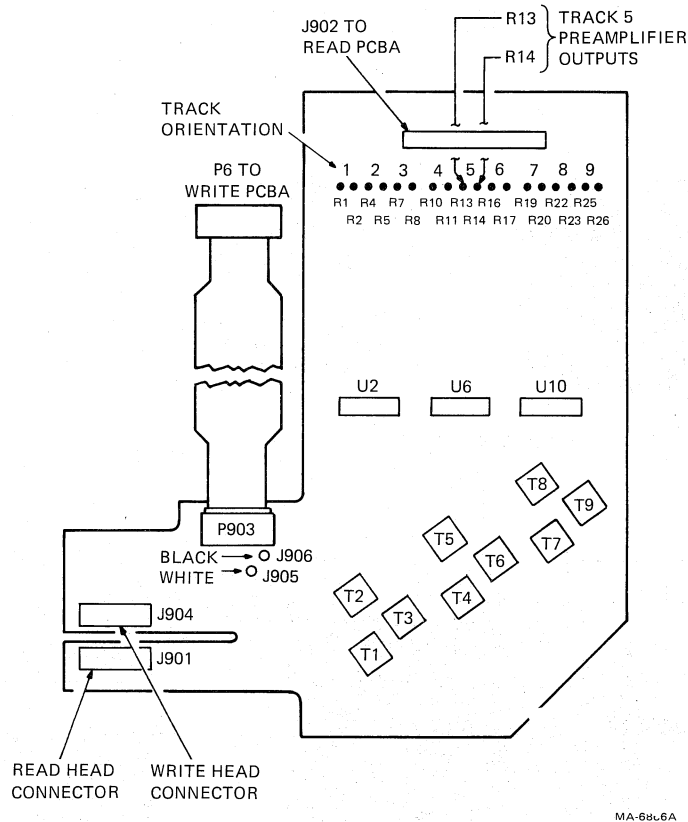 R13
R14
TRACK 5
PREAMPLIFIER
OUTPUTS
J902 TO
READ PCBA
TRACK
ORIENTATION
P6 TO
WRITE PCBA
1 2 3 4 5 6 7 8 9
R1 R4 R7 R10 R13 R16 R19 R22 R25
R2 R5 R8 R11 R14 R17 R20 R23 R26
U2 U6 U10
T8
T9
T5
T7
T6
T2
T4
T3
T1
P903
BLACK
J906
WHITE
J905
J904
J901
READ HEAD
CONNECTOR
WRITE HEAD
CONNECTOR